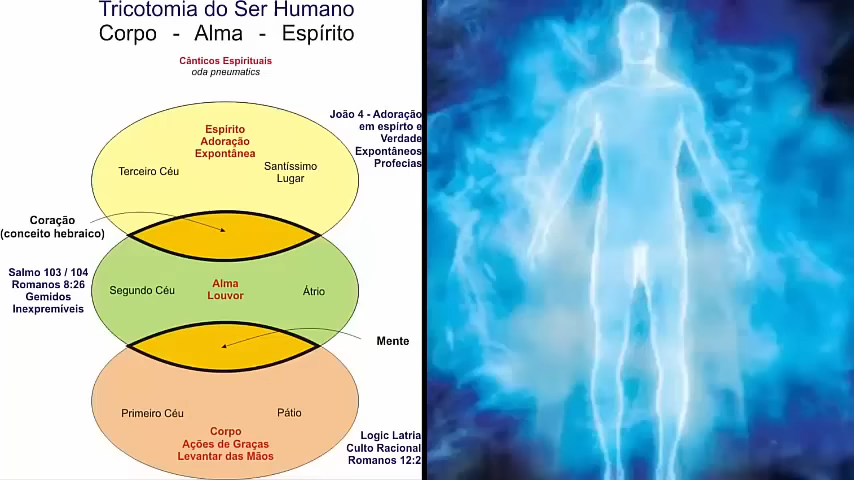 Tricotomia do Ser Humano
Corpo - Alma - Espírito
Cânticos Espirituais
oda pneumatics
João 4 - Adoração
em espírto e
Verdade
Expontâneos
Profecias
Espírito
Adoração
Expontânea
Terceiro Céu
Santíssimo
Lugar
Coração
(conceito hebraico)
Salmo 103 / 104
Romanos 8:26
Gemidos
Inexpremíveis
Segundo Céu
Alma
Louvor
Átrio
Mente
Primeiro Céu
Pátio
Corpo
Ações de Graças
Levantar das Mãos
Logic Latria
Culto Racional
Romanos 12:2